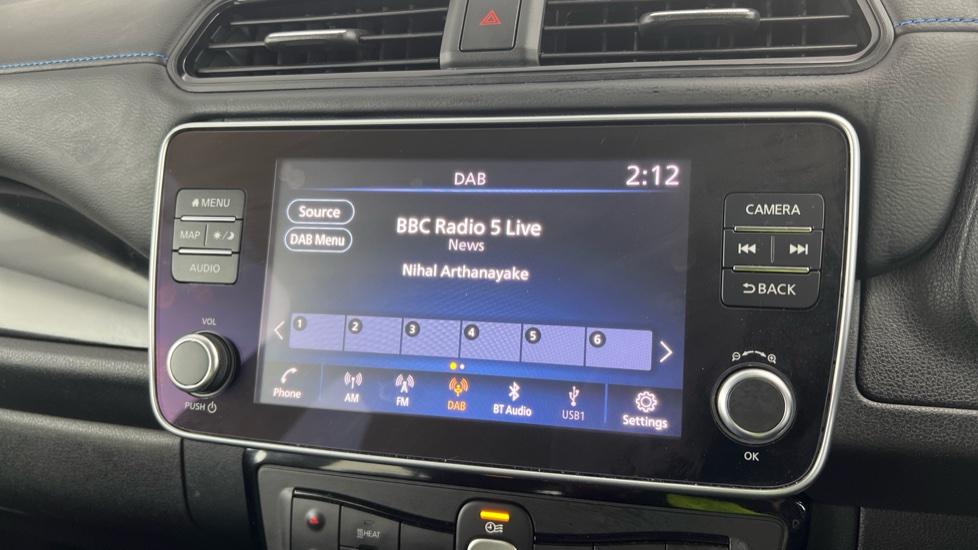 DAB 2:12
Source
BBC Radio 5 Live
DAB Menu
News
Nihal Arthanayake
1 2 3 4 5 6
Phone AM FM DAB BT Audio USB1 Settings
MENU
MAP
AUDIO
VOL
PUSH
CAMERA
BACK
OK
HEAT